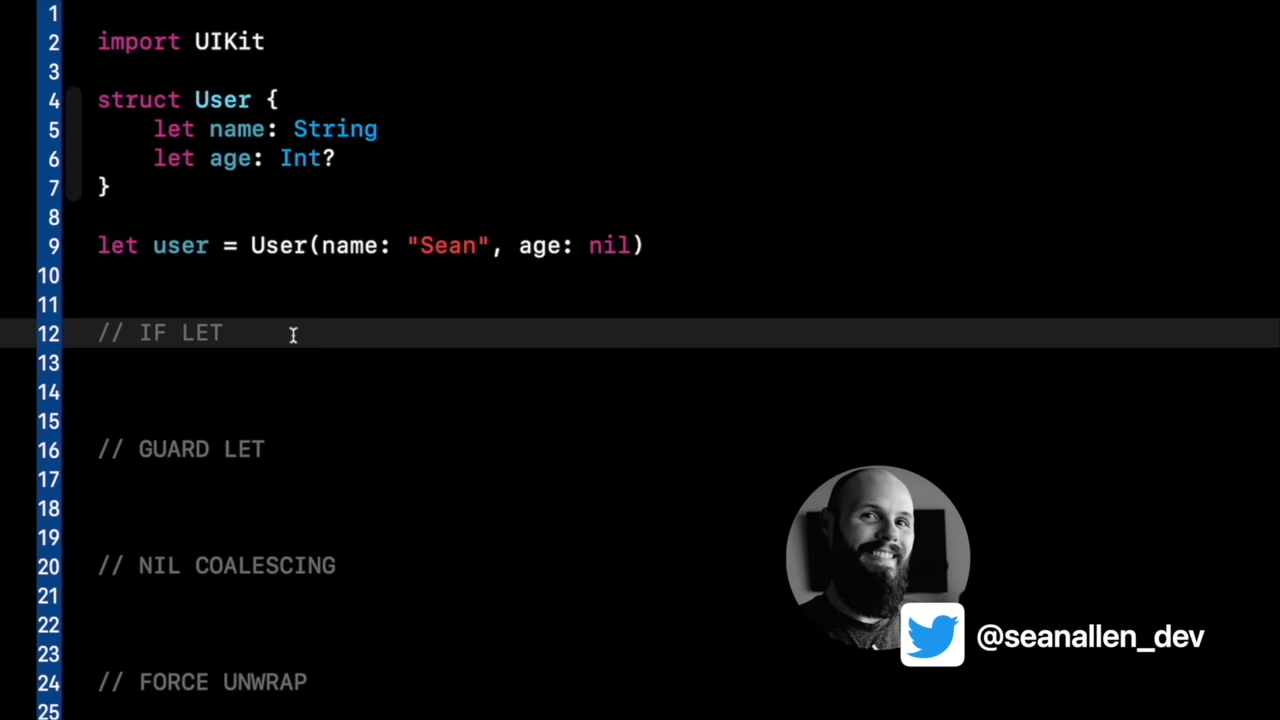 1
2 import UIKit
3
4 struct User {
5     let name: String
6     let age: Int?
7 }
8
9 let user = User(name: "Sean", age: nil)
10
11
12 // IF LET
13
14
15
16 // GUARD LET
17
18
19
20 // NIL COALESCING
21
22
23
24 // FORCE UNWRAP
25
@seanallen_dev